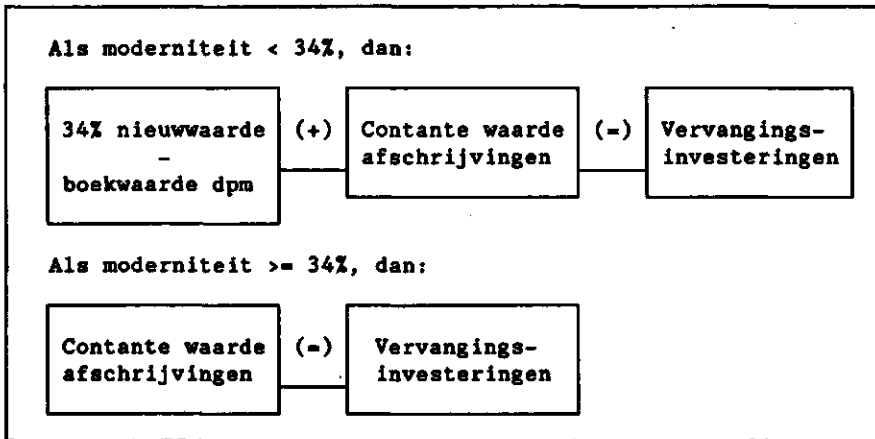 Als moderniteit < 34%, dan:
34% nieuwwaarde
-
boekwaarde dpm
(+)
Contante waarde
afschrijvingen
(=)
Vervangings-
investeringen
Als moderniteit >= 34%, dan:
Contante waarde
afschrijvingen
(=)
Vervangings-
investeringen